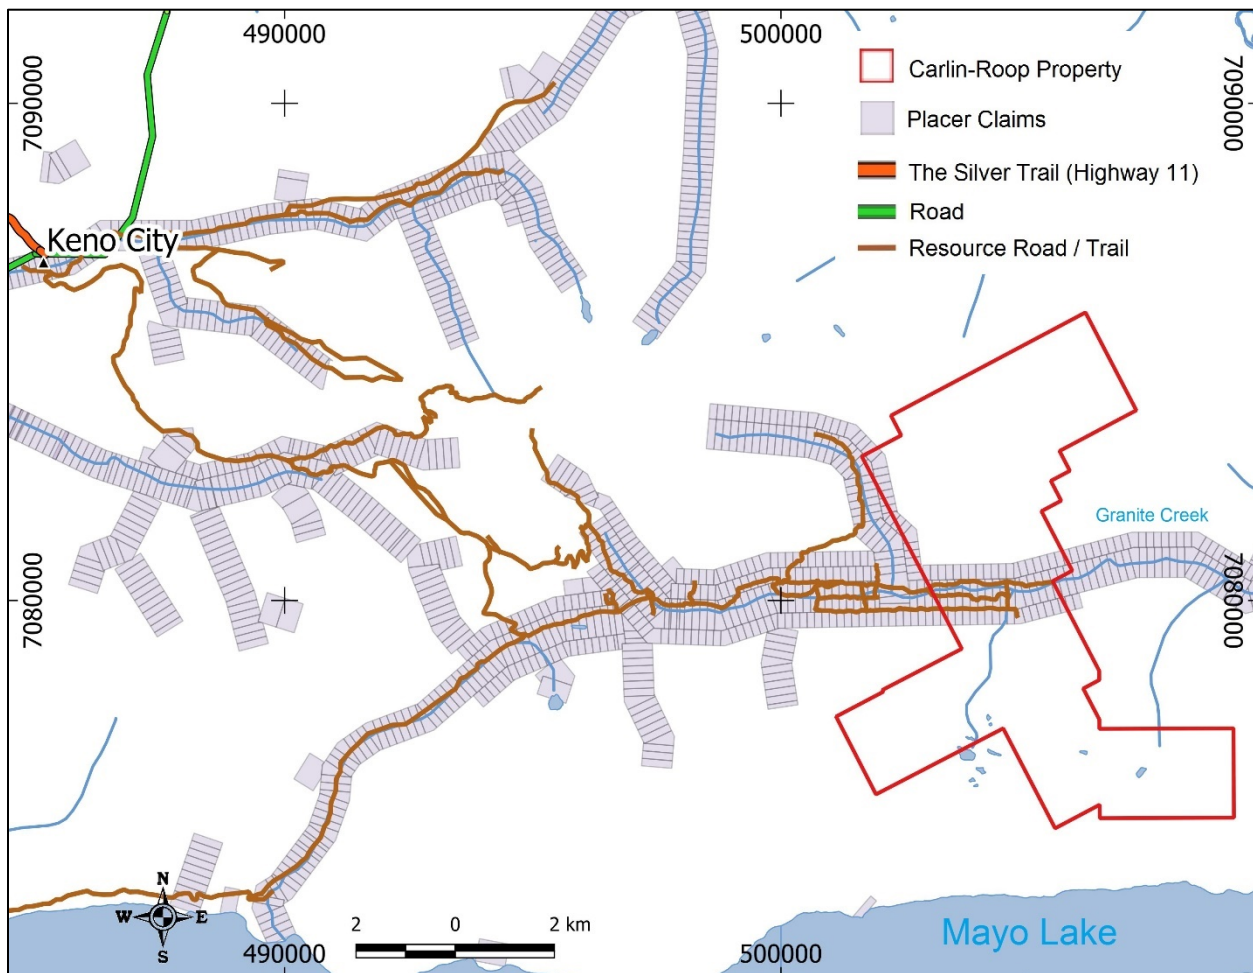 490000
500000
7090000
7090000
Carlin-Roop Property
Placer Claims
The Silver Trail (Highway 11)
Road
Resource Road / Trail
Keno City
Granite Creek
7080000
7080000
N
W
E
S
2
0
2 km
490000
500000
Mayo Lake